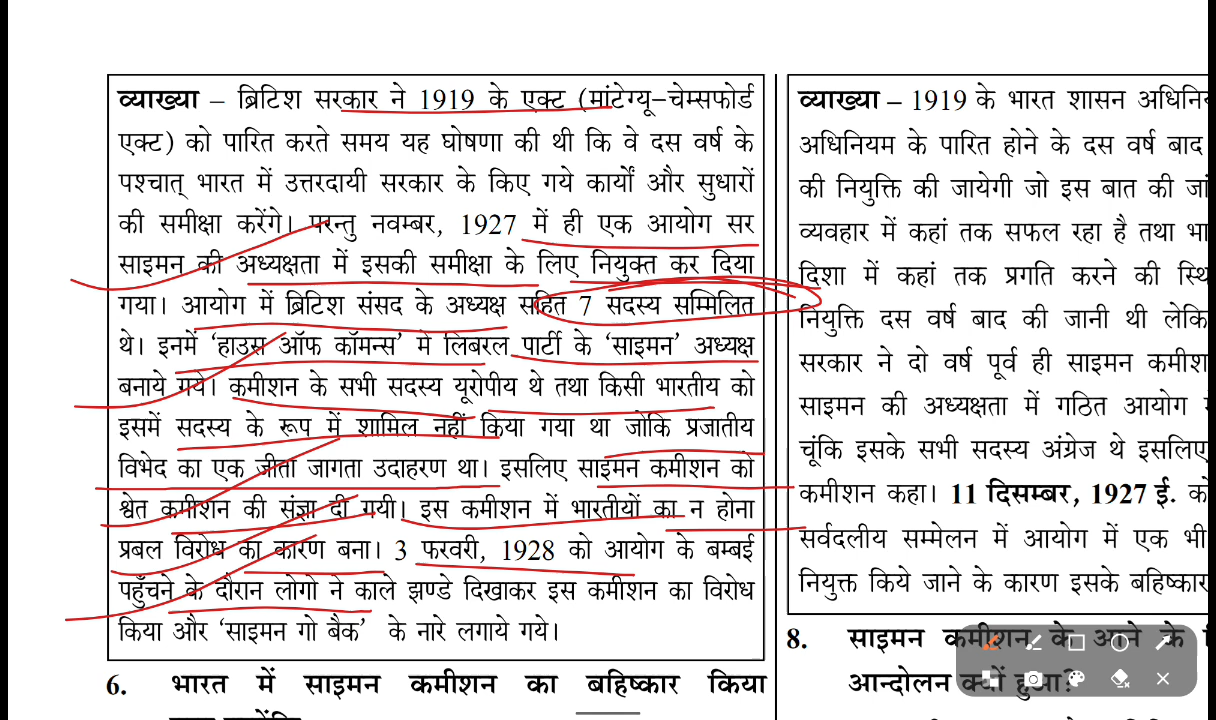 व्याख्या – ब्रिटिश सरकार ने 1919 के एक्ट (मांटेग्यू–चेम्सफोर्ड
एक्ट) को पारित करते समय यह घोषणा की थी कि वे दस वर्ष के
पश्चात् भारत में उत्तरदायी सरकार के किए गये कार्यों और सुधारों
की समीक्षा करेंगे। परन्तु नवम्बर, 1927 में ही एक आयोग सर
साइमन की अध्यक्षता में इसकी समीक्षा के लिए नियुक्त कर दिया
गया। आयोग में ब्रिटिश संसद के अध्यक्ष सहित 7 सदस्य सम्मिलित
थे। इनमें ‘हाउस ऑफ कॉमन्स’ में लिबरल पार्टी के ‘साइमन’ अध्यक्ष
बनाये गये। कमीशन के सभी सदस्य यूरोपीय थे तथा किसी भारतीय को
इसमें सदस्य के रूप में शामिल नहीं किया गया था जोकि प्रजातीय
विभेद का एक जीता जागता उदाहरण था। इसलिए साइमन कमीशन को
श्वेत कमीशन की संज्ञा दी गयी। इस कमीशन में भारतीयों का न होना
प्रबल विरोध का कारण बना। 3 फरवरी, 1928 को आयोग के बम्बई
पहुँचने के दौरान लोगो ने काले झण्डे दिखाकर इस कमीशन का विरोध
किया और ‘साइमन गो बैक’ के नारे लगाये गये।
6. भारत में साइमन कमीशन का बहिष्कार किया
व्याख्या – 1919 के भारत शासन
अधिनियम के पारित होने के दस वर्ष बाद
की नियुक्ति की जायेगी जो इस बात की
व्यवहार में कहां तक सफल रहा है तथा
दिशा में कहां तक प्रगति करने की
नियुक्ति दस वर्ष बाद की जानी थी
सरकार ने दो वर्ष पूर्व ही साइमन
साइमन की अध्यक्षता में गठित आयोग
चूंकि इसके सभी सदस्य अंग्रेज थे इसलिए
कमीशन कहा। 11 दिसम्बर, 1927 ई. को
सर्वदलीय सम्मेलन में आयोग में एक भी
नियुक्त किये जाने के कारण इसके बहिष्कार
8. साइमन कमीशन के आने के
आन्दोलन क्यों हुआ?